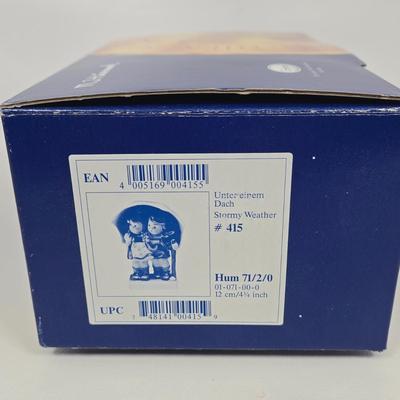 EAN
4 005169 004155
Unter einem
Dach
Stormy Weather
# 415
Hum 71/2/0
01-071-00-0
12 cm/4¾ inch
UPC
7 48141 00415 9